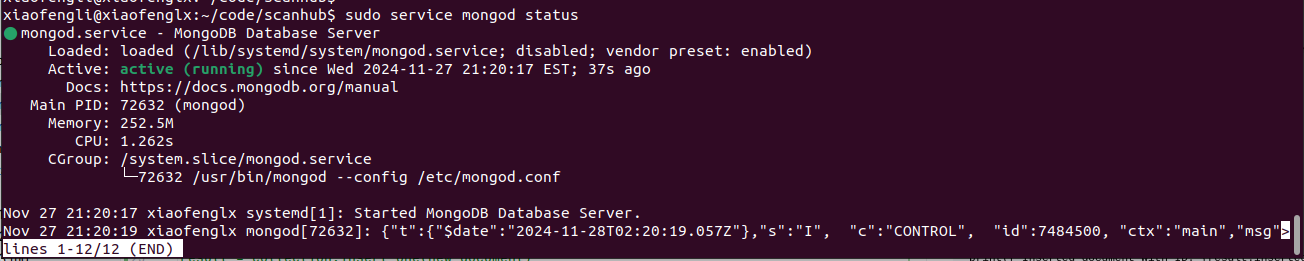 xiaofengli@xiaofenglx:~/code/scanhub$
xiaofengli@xiaofenglx:~/code/scanhub$ sudo service mongod status
● mongod.service - MongoDB Database Server
     Loaded: loaded (/lib/systemd/system/mongod.service; disabled; vendor preset: enabled)
     Active: active (running) since Wed 2024-11-27 21:20:17 EST; 37s ago
       Docs: https://docs.mongodb.org/manual
   Main PID: 72632 (mongod)
     Memory: 252.5M
        CPU: 1.262s
     CGroup: /system.slice/mongod.service
             └─72632 /usr/bin/mongod --config /etc/mongod.conf

Nov 27 21:20:17 xiaofenglx systemd[1]: Started MongoDB Database Server.
Nov 27 21:20:19 xiaofenglx mongod[72632]: {"t":{"$date":"2024-11-28T02:20:19.057Z"},"s":"I",  "c":"CONTROL",  "id":7484500, "ctx":"main","msg">
lines 1-12/12 (END)